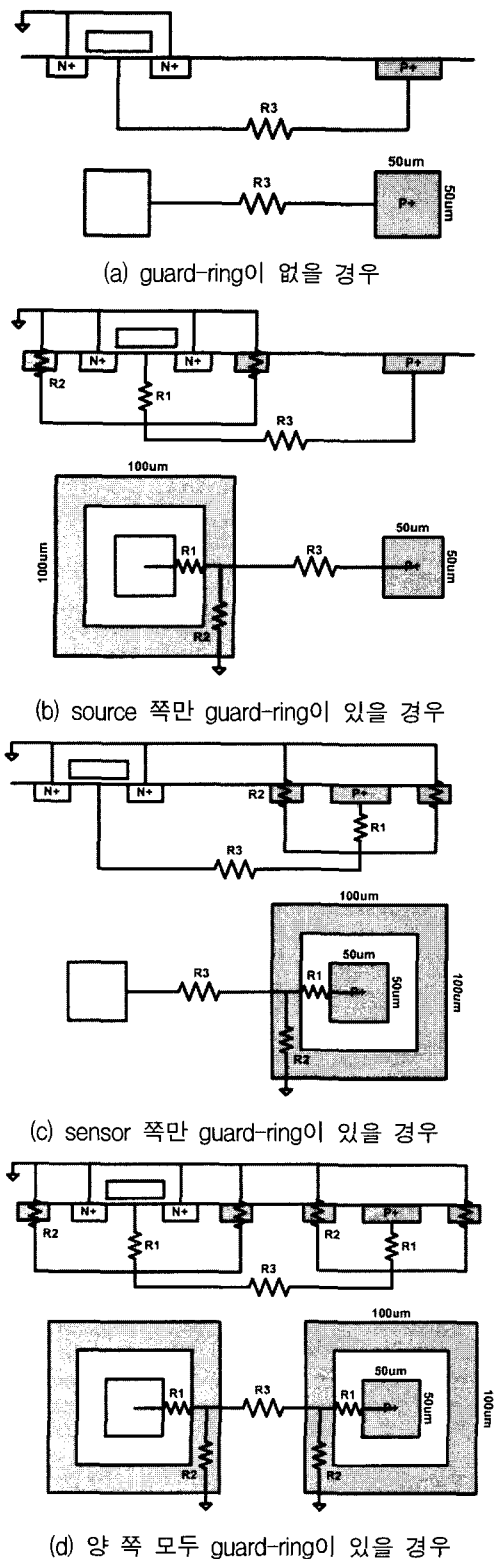 N+ N+ P+
R3
50um
R3
P+
50um
(a) guard-ring이 없을 경우
N+ N+ P+
R2
R1
R3
100um
100um
R1
R2
R3
50um
P+
50um
(b) source 쪽만 guard-ring이 있을 경우
N+ N+ R2 P+
R1
R3
100um
R3
50um
R1
P+
50um
100um
R2
(c) sensor 쪽만 guard-ring이 있을 경우
N+ N+ P+
R2
R1
R2
R1
R3
100um
50um
R1
R3
R1
P+
50um
100um
R2
R2
(d) 양 쪽 모두 guard-ring이 있을 경우